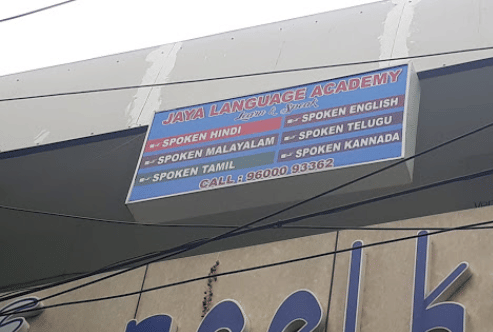 JAYA LANGUAGE ACADEMY
Learn & Speak
SPOKEN HINDI
SPOKEN MALAYALAM
SPOKEN TAMIL
SPOKEN ENGLISH
SPOKEN TELUGU
SPOKEN KANNADA
CALL : 96000 93362